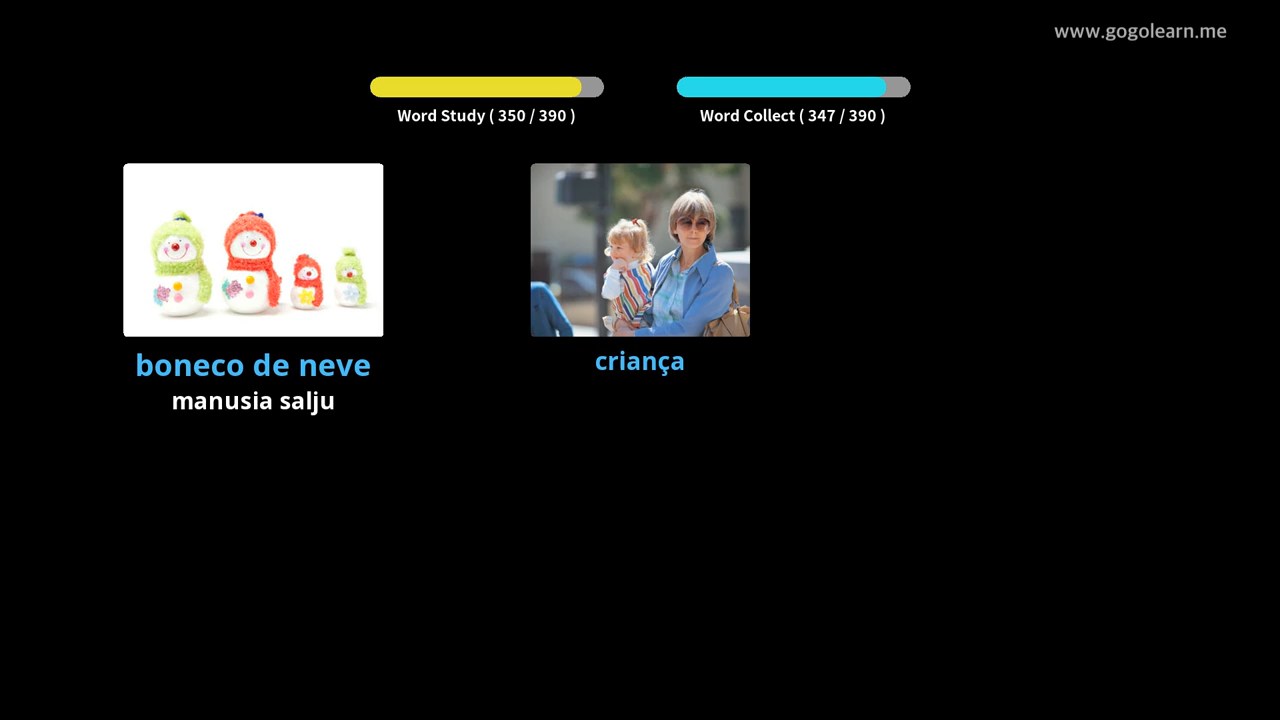 www.gogolearn.me
Word Study ( 350 / 390 )
Word Collect ( 347 / 390 )
boneco de neve
manusia salju
criança